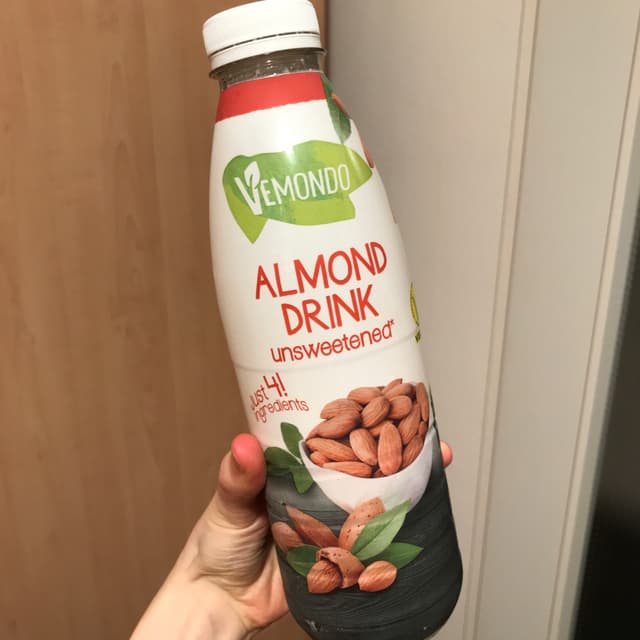 VEMONDO
ALMOND
DRINK
unsweetened*
Just 4!
ingredients